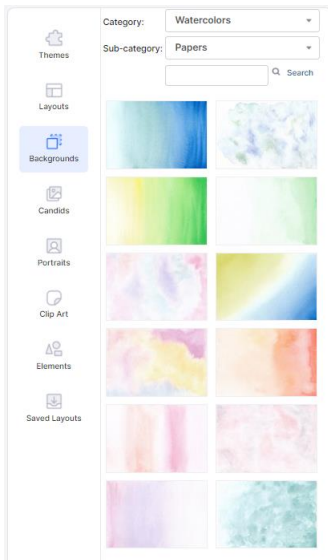 Category:
Watercolors
Sub-category:
Papers
Search
Themes
Layouts
Backgrounds
Candids
Portraits
Clip Art
Elements
Saved Layouts